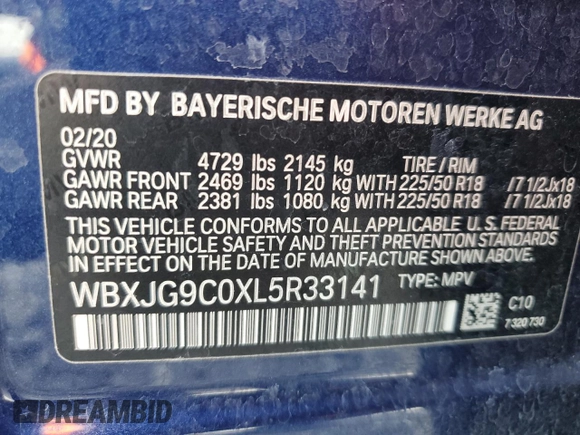 MFD BY BAYERISCHE MOTOREN WERKE AG
02/20
GVWR 4729 lbs 2145 kg TIRE / RIM
GAWR FRONT 2469 lbs 1120 kg WITH 225/50 R18 /7 1/2Jx18
GAWR REAR 2381 lbs 1080 kg WITH 225/50 R18 /7 1/2Jx18
THIS VEHICLE CONFORMS TO ALL APPLICABLE U. S. FEDERAL
MOTOR VEHICLE SAFETY AND THEFT PREVENTION STANDARDS
IN EFFECT ON THE DATE OF MANUFACTURE SHOWN ABOVE.
WBXJG9C0XL5R33141 TYPE: MPV
C10
7 320 730
DREAMBID